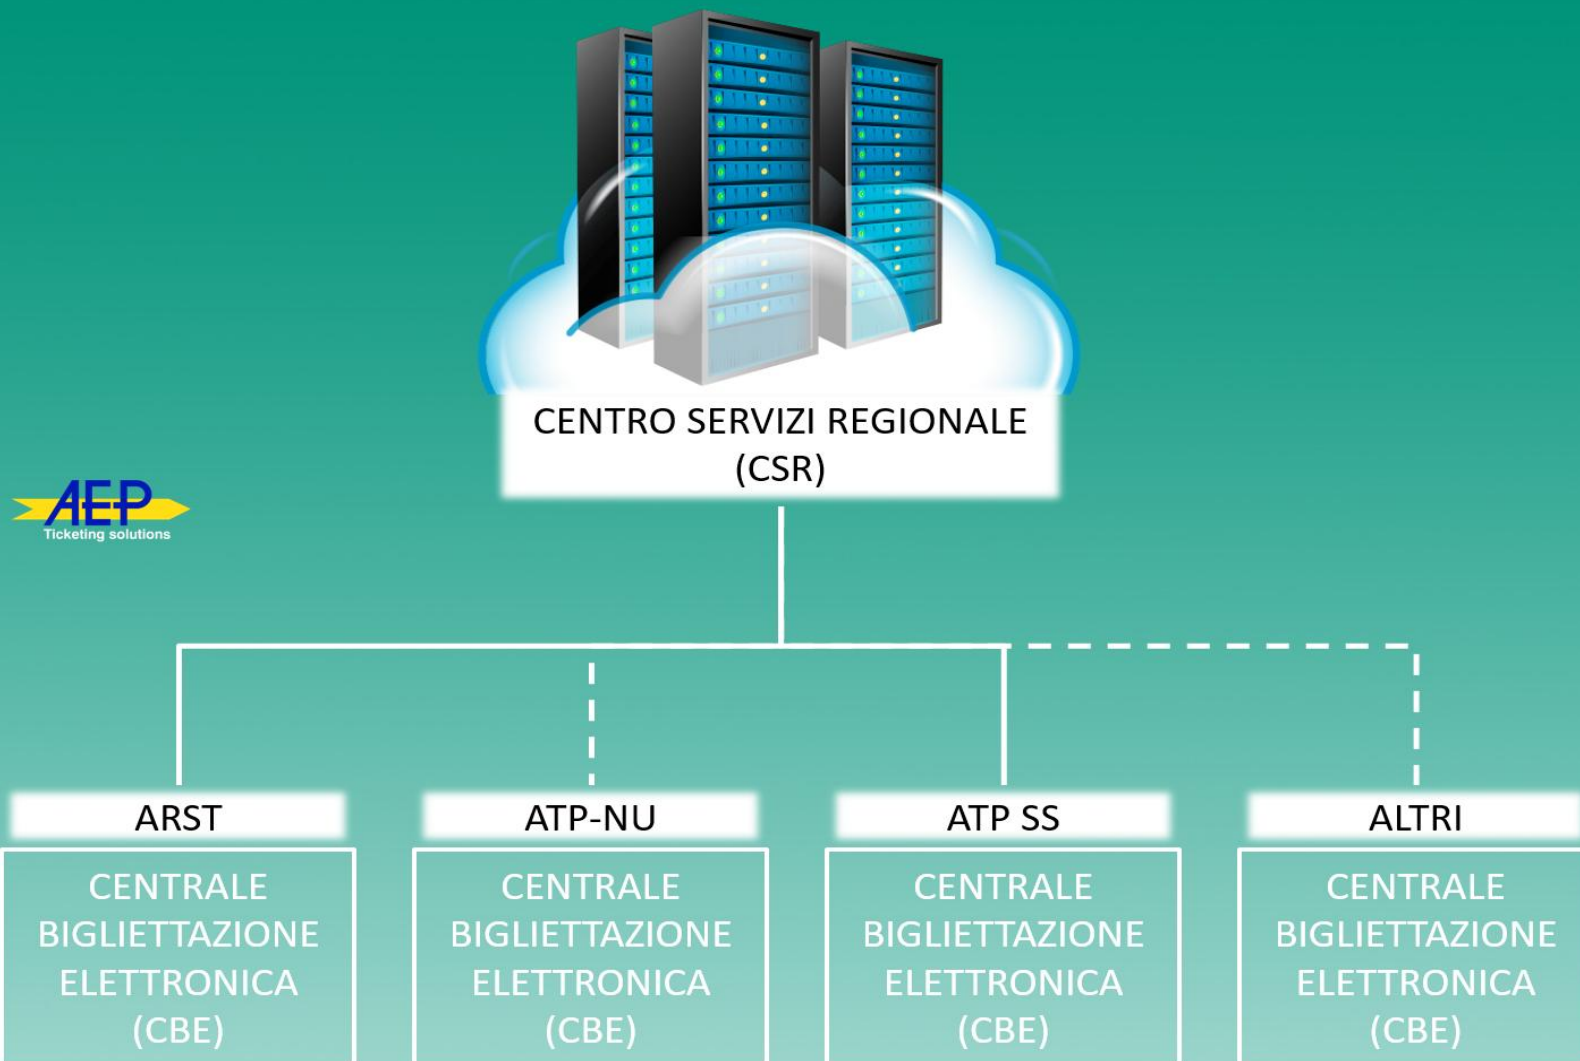 CENTRO SERVIZI REGIONALE
(CSR)
AEP
Ticketing solutions
ARST
CENTRALE
BIGLIETTAZIONE
ELETTRONICA
(CBE)
ATP-NU
CENTRALE
BIGLIETTAZIONE
ELETTRONICA
(CBE)
ATP SS
CENTRALE
BIGLIETTAZIONE
ELETTRONICA
(CBE)
ALTRI
CENTRALE
BIGLIETTAZIONE
ELETTRONICA
(CBE)